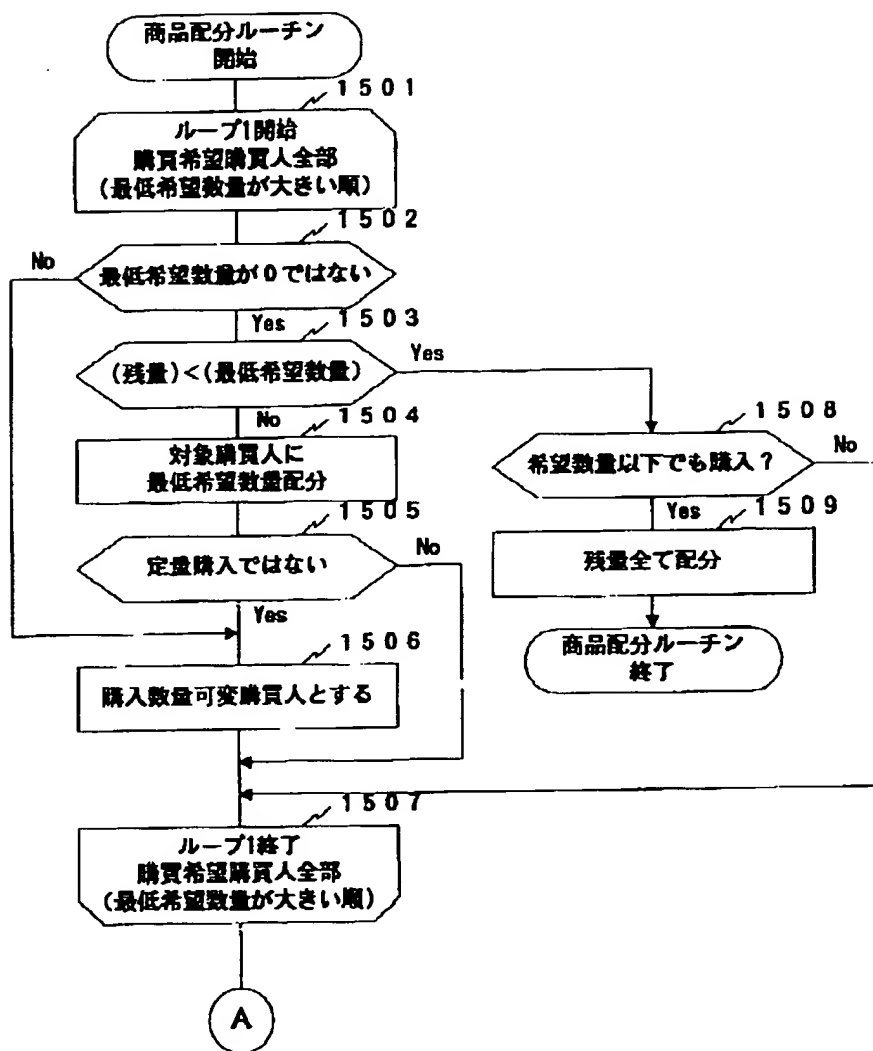 商品配分ルーチン
開始
1501
ループ1開始
購買希望購買人全部
(最低希望数量が大きい順)
1502
最低希望数量が0ではない
No
Yes
1503
(残量)<(最低希望数量)
Yes
No
1504
対象購買人に
最低希望数量配分
1505
定量購入ではない
No
Yes
1506
購入数量可変購買人とする
1508
希望数量以下でも購入?
No
Yes
1509
残量全て配分
商品配分ルーチン
終了
1507
ループ1終了
購買希望購買人全部
(最低希望数量が大きい順)
A